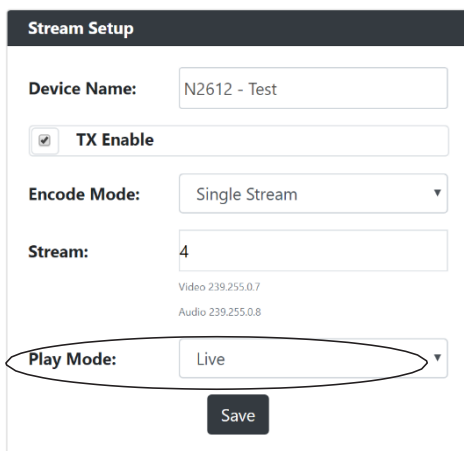 Stream Setup
Device Name: N2612 - Test
TX Enable
Encode Mode: Single Stream
Stream: 4
Video 239.255.0.7
Audio 239.255.0.8
Play Mode: Live
Save